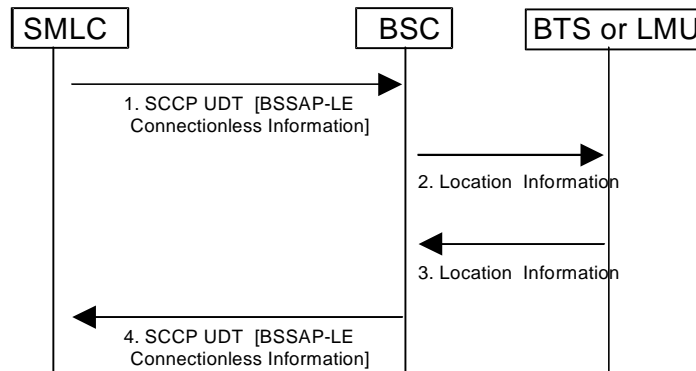 SMLC
BSC
BTS or LMU
1. SCCP UDT [BSSAP-LE
Connectionless Information]
2. Location Information
3. Location Information
4. SCCP UDT [BSSAP-LE
Connectionless Information]